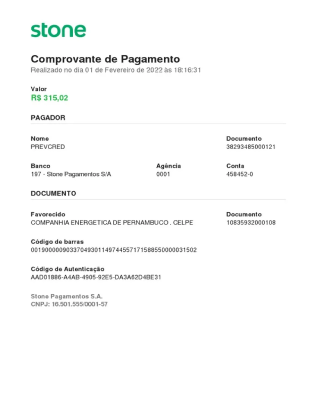 stone
Comprovante de Pagamento
Realizado no dia 01 de Fevereiro de 2022 às 18:16:31
Valor
R$ 315,02
PAGADOR
Nome Documento
PREVCRED 38293485000121
Banco Agência Conta
197 - Stone Pagamentos S/A 0001 458452-0
DOCUMENTO
Favorecido Documento
COMPANHIA ENERGETICA DE PERNAMBUCO . CELPE 10835932000108
Código de barras
00190000090337049301149744557171588550000031502
Código de Autenticação
AAD01886-A4AB-4905-92E5-DA3A62D4BE31
Stone Pagamentos S.A.
CNPJ: 16.501.555/0001-57